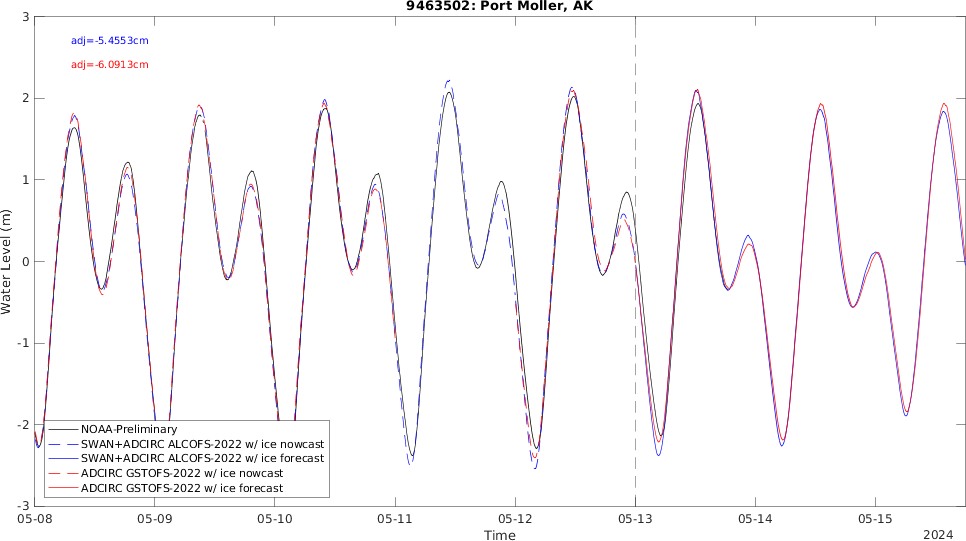 9463502: Port Moller, AK
adj=-5.4553cm
adj=-6.0913cm
3
2
1
0
-1
-2
-3
Water Level (m)
NOAA-Preliminary
SWAN+ADCIRC ALCOFS-2022 w/ ice nowcast
SWAN+ADCIRC ALCOFS-2022 w/ ice forecast
ADCIRC GSTOFS-2022 w/ ice nowcast
ADCIRC GSTOFS-2022 w/ ice forecast
05-08 05-09 05-10 05-11 05-12 05-13 05-14 05-15
Time
2024